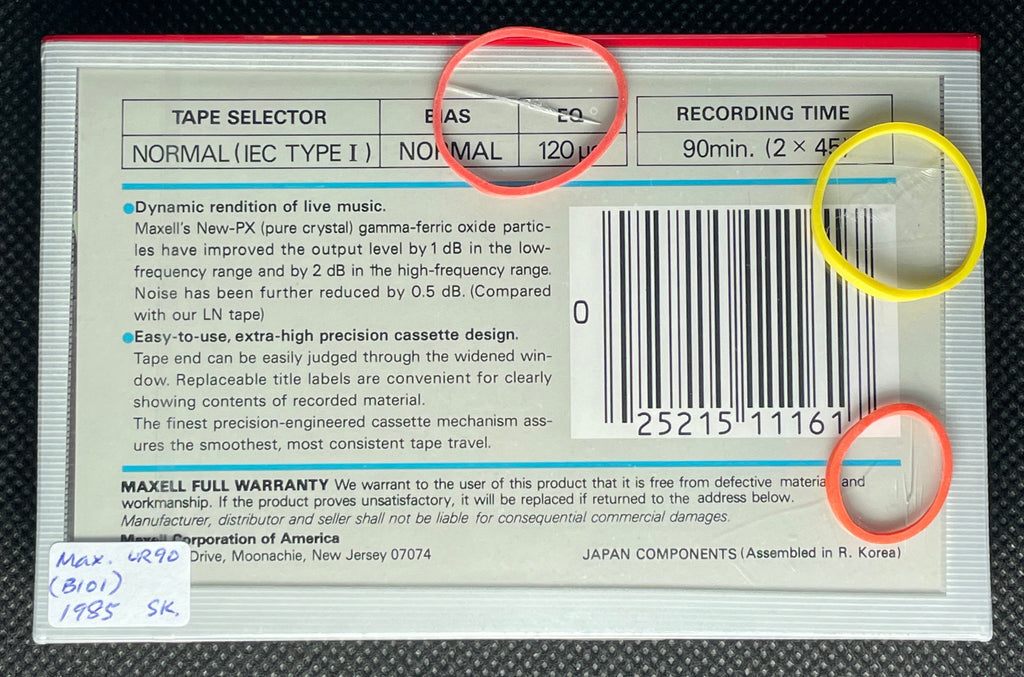 TAPE SELECTOR BIAS EQ RECORDING TIME
NORMAL (IEC TYPE I) NORMAL 120 μs 90min. (2 × 45)
●Dynamic rendition of live music.
Maxell's New-PX (pure crystal) gamma-ferric oxide partic-
les have improved the output level by 1 dB in the low-
frequency range and by 2 dB in the high-frequency range.
Noise has been further reduced by 0.5 dB. (Compared
with our LN tape)
●Easy-to-use, extra-high precision cassette design.
Tape end can be easily judged through the widened win-
dow. Replaceable title labels are convenient for clearly
showing contents of recorded material.
The finest precision-engineered cassette mechanism ass-
ures the smoothest, most consistent tape travel.
0 25215 11161
MAXELL FULL WARRANTY We warrant to the user of this product that it is free from defective material and
workmanship. If the product proves unsatisfactory, it will be replaced if returned to the address below.
Manufacturer, distributor and seller shall not be liable for consequential commercial damages.
Maxell Corporation of America
Drive, Moonachie, New Jersey 07074
JAPAN COMPONENTS (Assembled in R. Korea)
Max. UR90
(B101)
1985 SK.